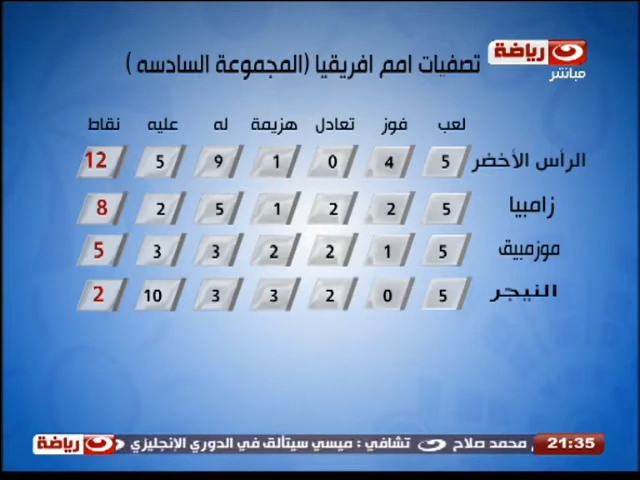 رياضة
مباشر
تصفيات امم افريقيا (المجموعة السادسه )
لعب فوز تعادل هزيمة له عليه نقاط
الرأس الأخضر 5 4 0 1 9 5 12
زامبيا 5 2 2 1 5 2 8
موزمبيق 5 1 2 2 3 3 5
النيجر 5 0 2 3 3 10 2
21:35 م محمد صلاح تشافي : ميسي سيتألق في الدوري الإنجليزي رياضة